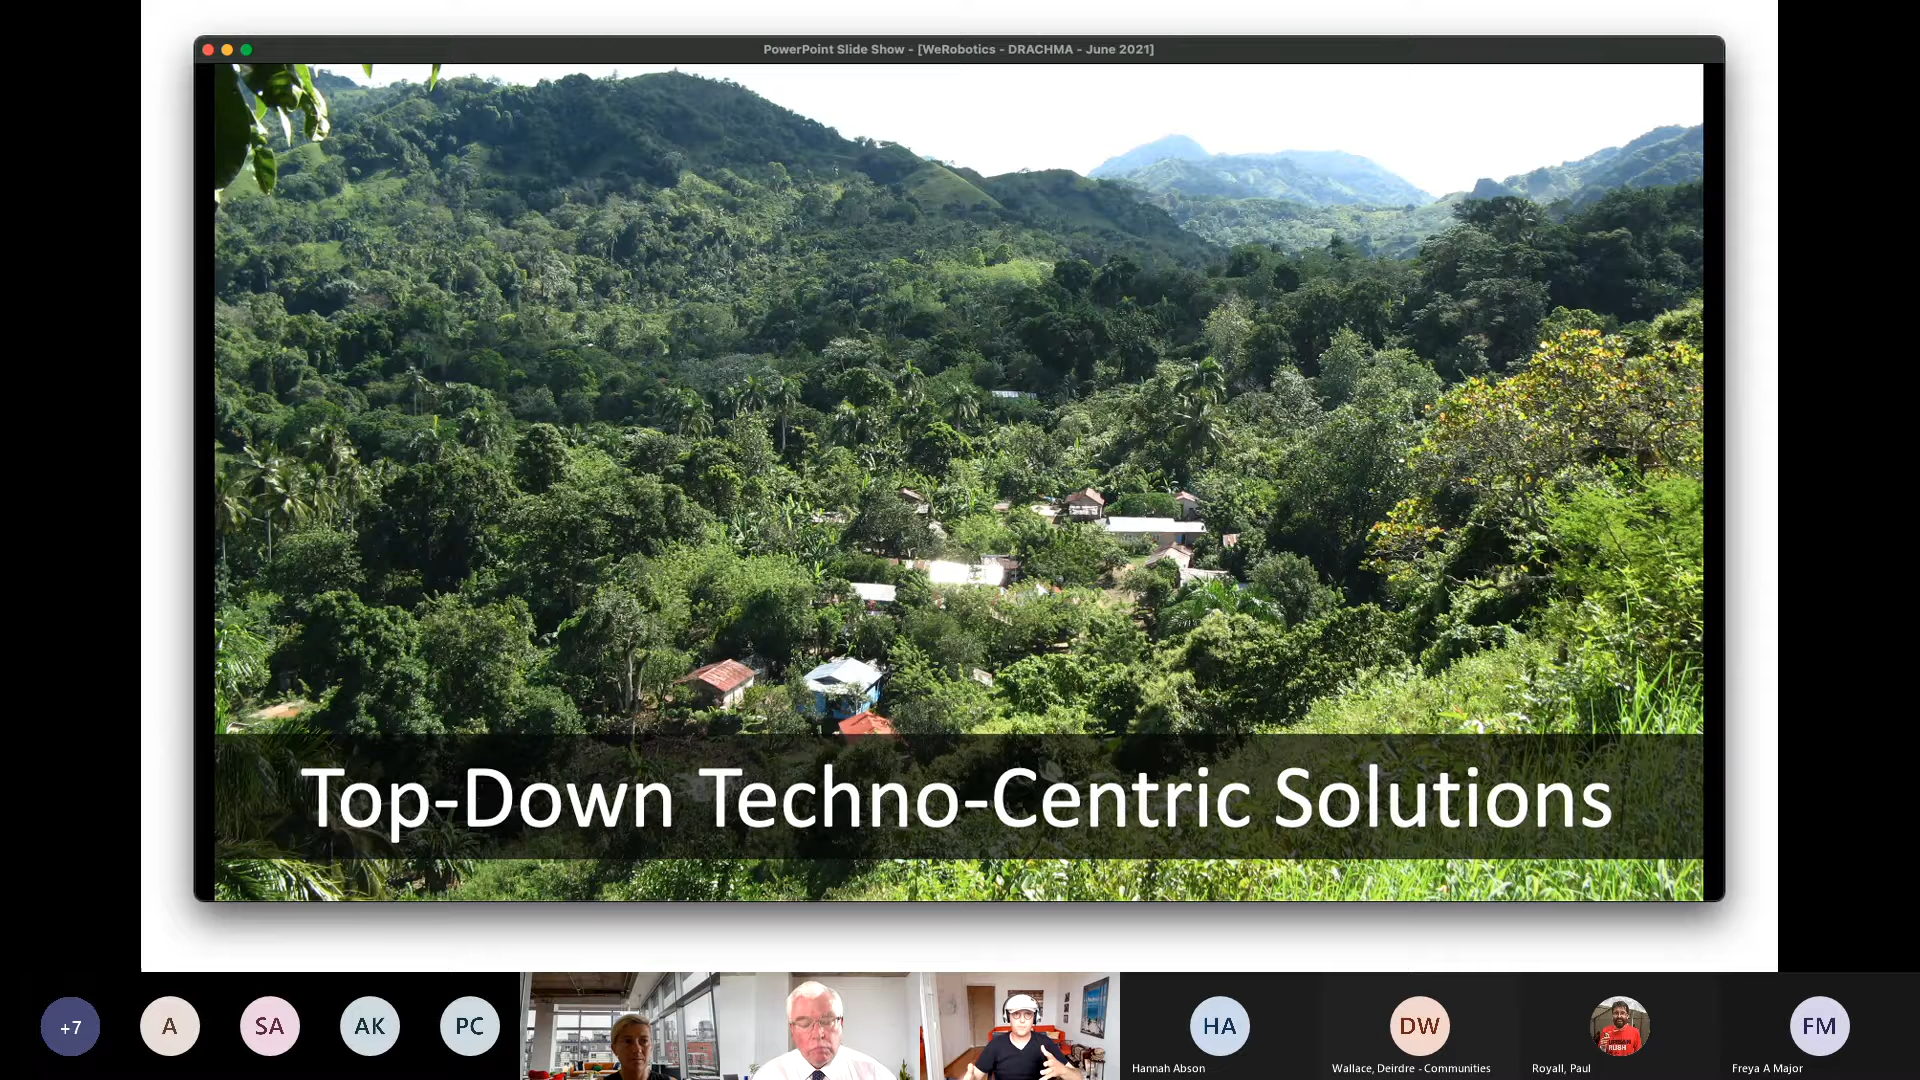 PowerPoint Slide Show - [WeRobotics - DRACHMA - June 2021]
Top-Down Techno-Centric Solutions
+7
A
SA
AK
PC
HA
DW
FM
Hannah Abson
Wallace, Deirdre - Communities
Royall, Paul
Freya A Major